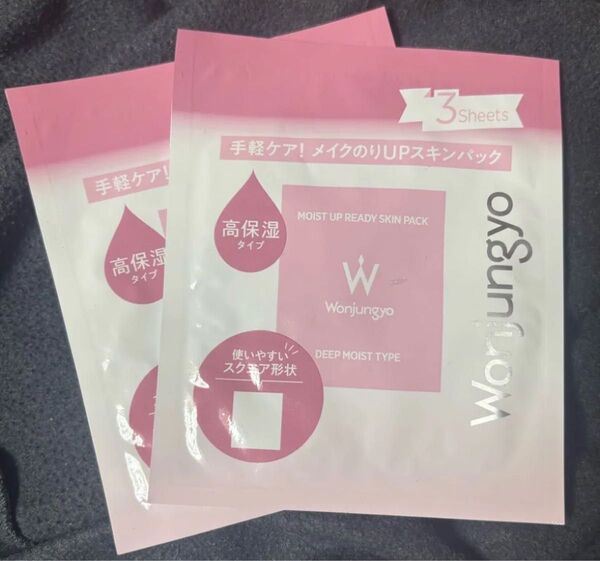 3 Sheets
手軽ケア！メイクのりUPスキンパック
高保湿
タイプ
MOIST UP READY SKIN PACK
W
Wonjungyo
DEEP MOIST TYPE
使いやすい
スクエア形状
Wonjungyo
手軽ケア！
高保湿
タイプ